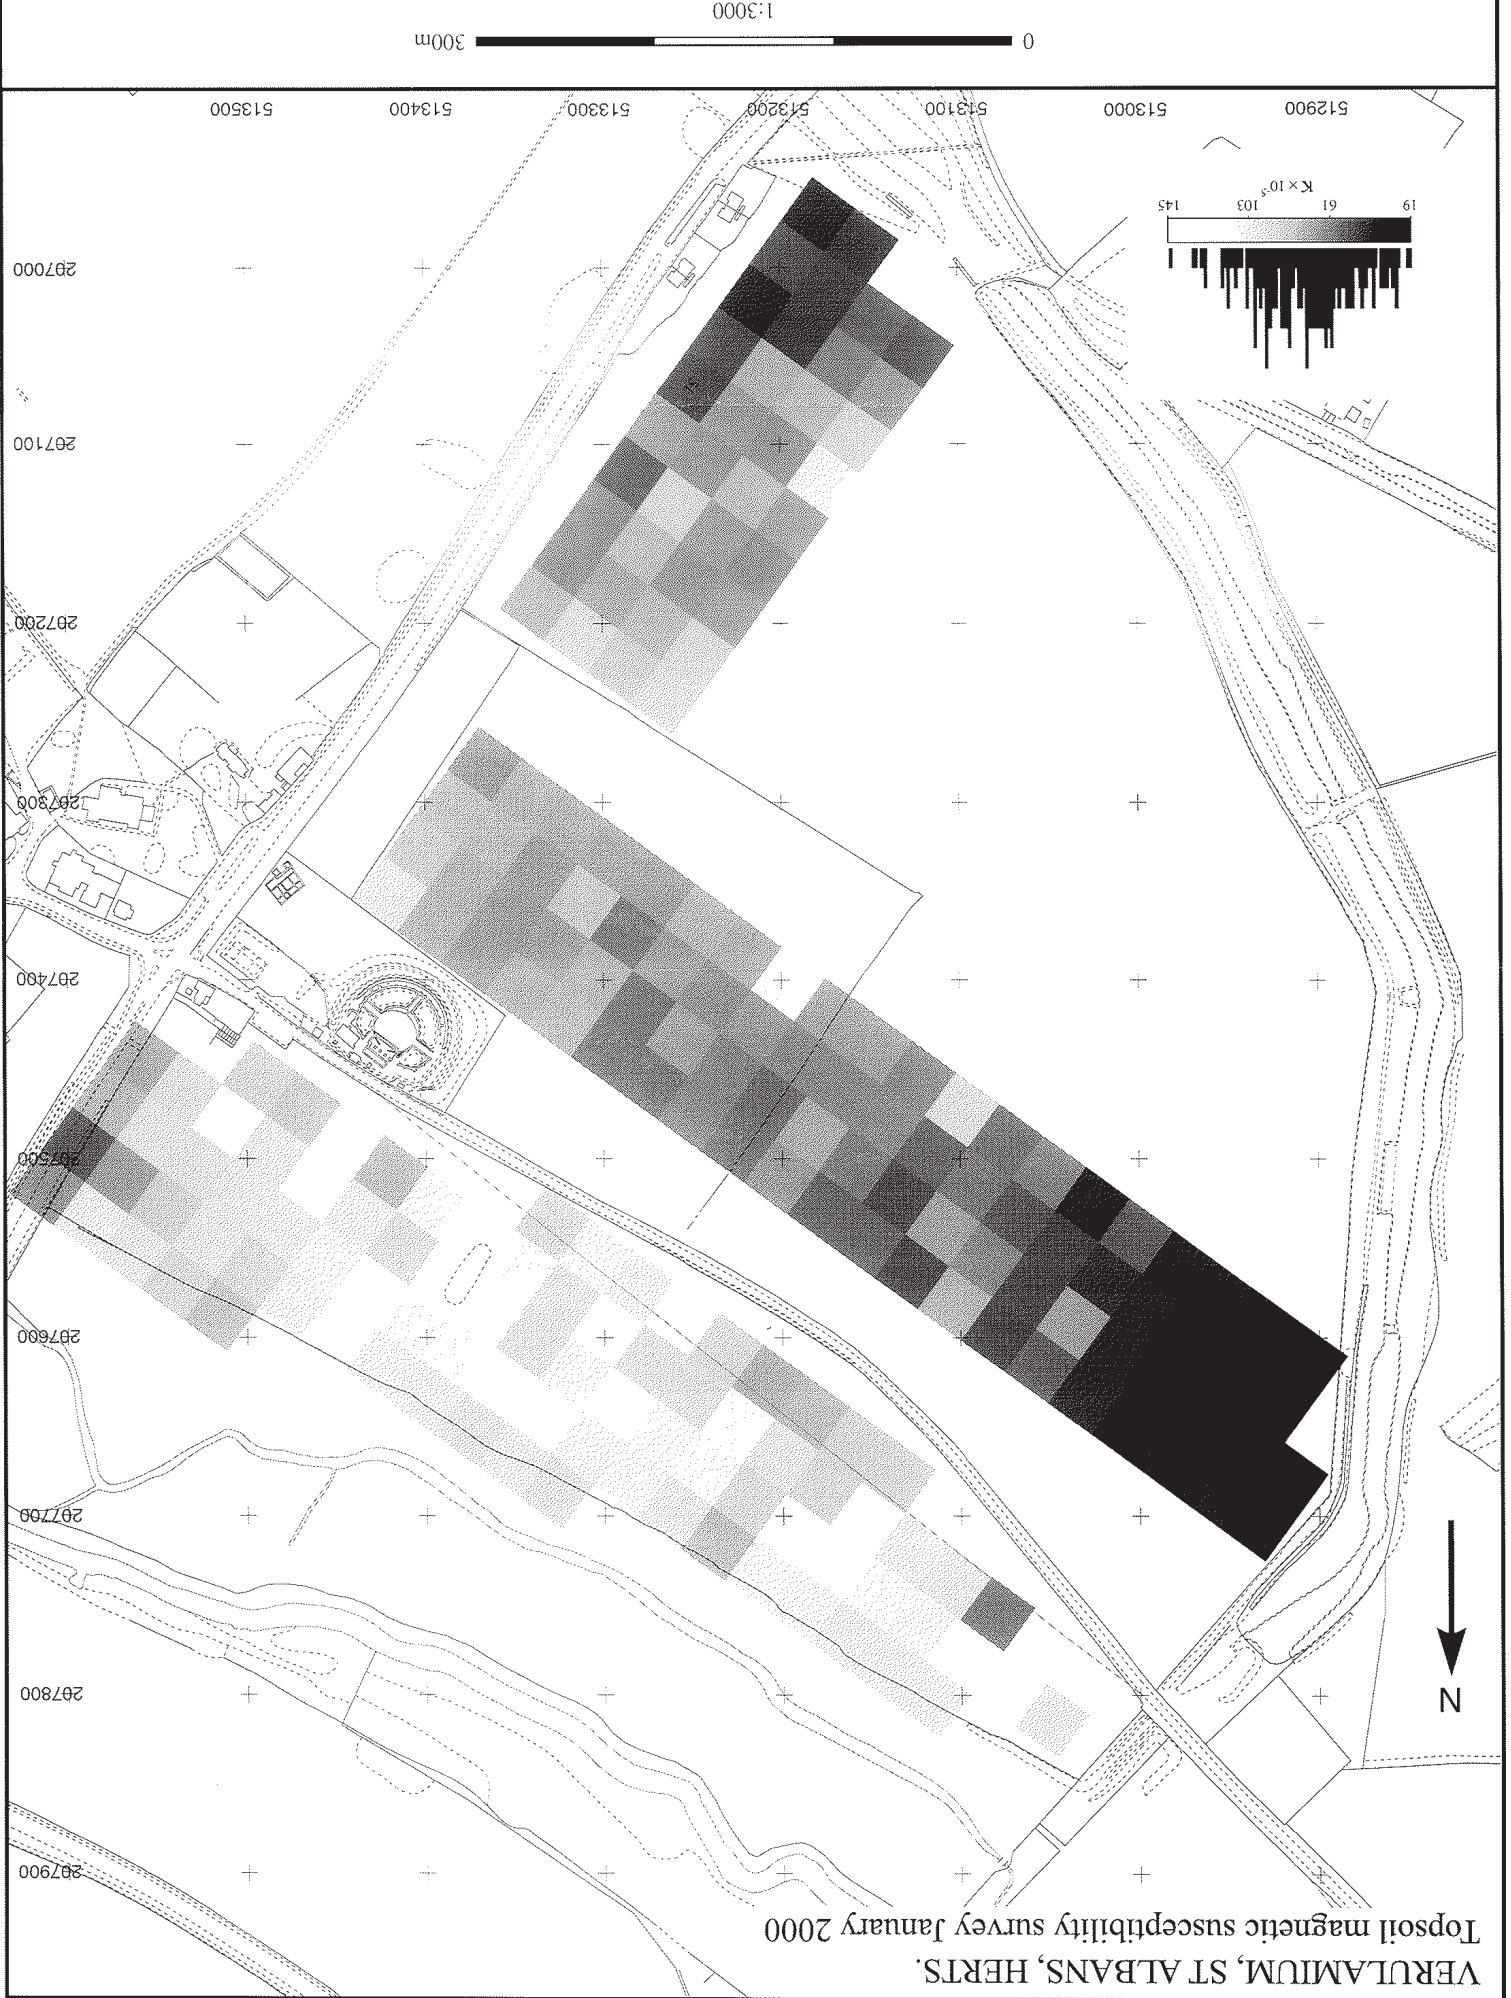 VERULAMIUM, ST ALBANS, HERTS.
Topsoil magnetic susceptibility survey January 2000
N
207900
207800
207700
207600
207500
207400
207300
207200
207100
207000
19 61 103 145
K × 10⁻⁵
512900 513000 513100 513200 513300 513400 513500
0 300m
1:3000